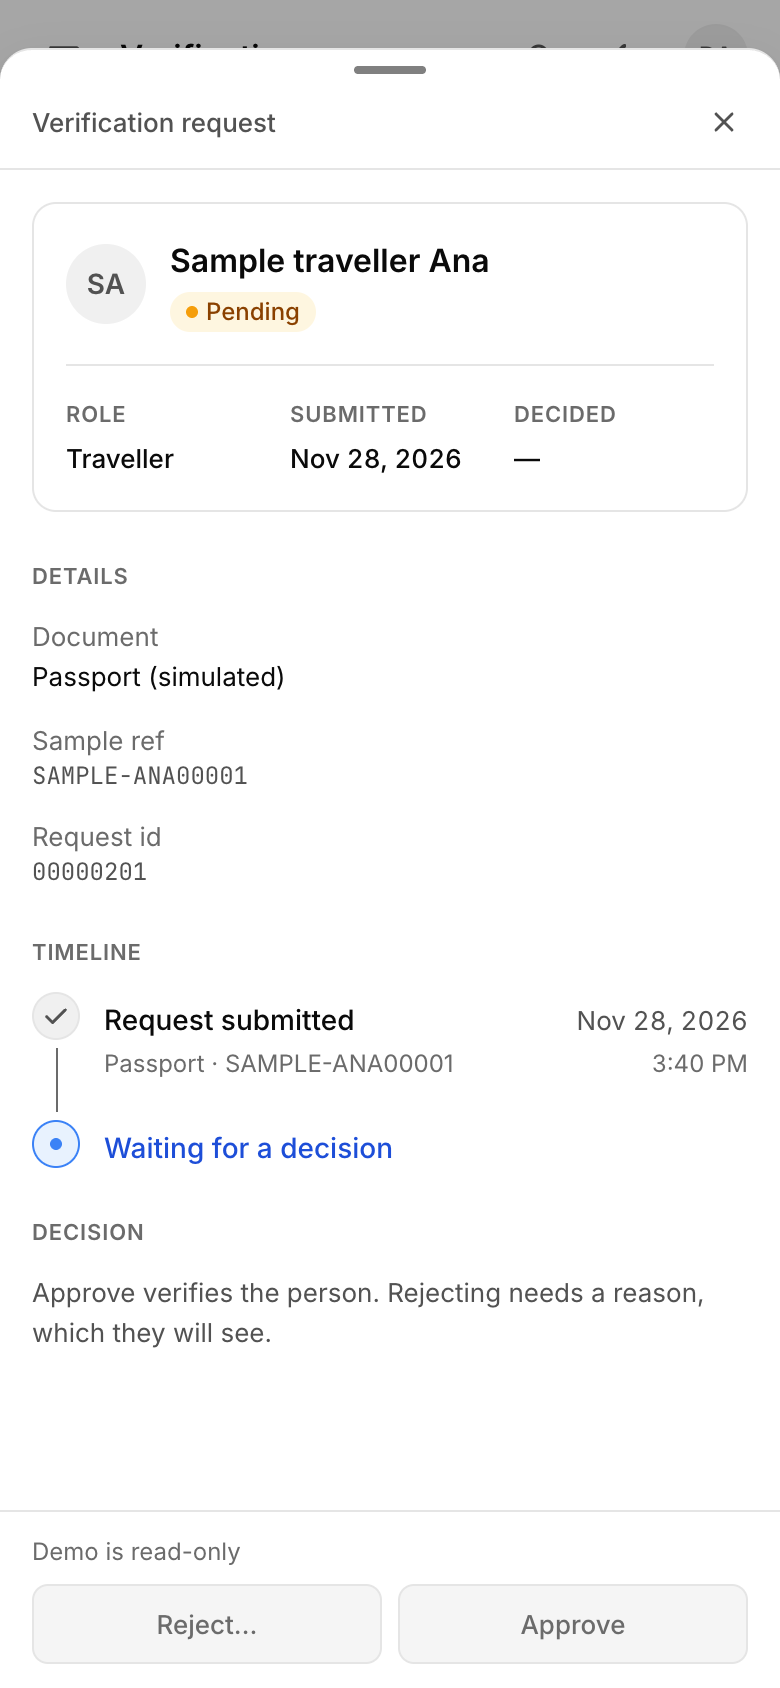 Verification request
SA
Sample traveller Ana
Pending
ROLE
SUBMITTED
DECIDED
Traveller
Nov 28, 2026
—
DETAILS
Document
Passport (simulated)
Sample ref
SAMPLE-ANA00001
Request id
00000201
TIMELINE
Request submitted
Nov 28, 2026
Passport · SAMPLE-ANA00001
3:40 PM
Waiting for a decision
DECISION
Approve verifies the person. Rejecting needs a reason,
which they will see.
Demo is read-only
Reject...
Approve